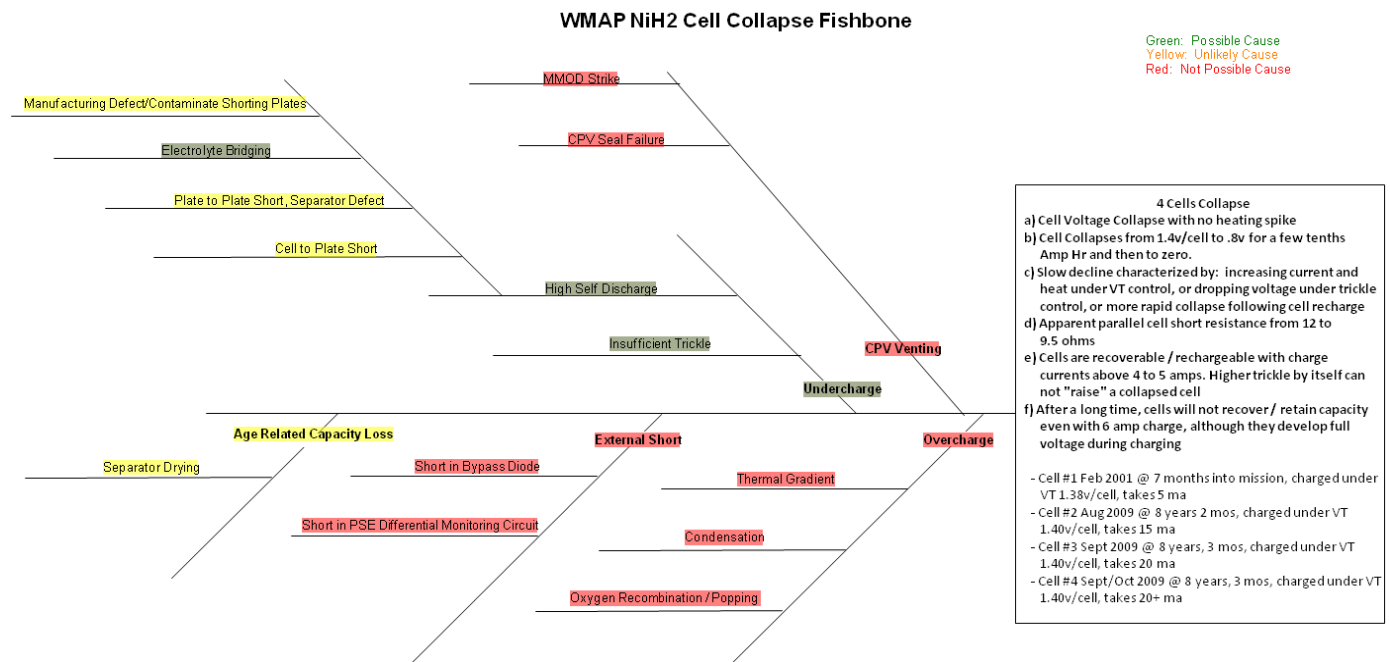 WMAP NiH2 Cell Collapse Fishbone
Green: Possible Cause
Yellow: Unlikely Cause
Red: Not Possible Cause
MMOD Strike
Manufacturing Defect/Contaminate Shorting Plates
CPV Seal Failure
Electrolyte Bridging
Plate to Plate Short, Separator Defect
Cell to Plate Short
High Self Discharge
Insufficient Trickle
CPV Venting
Undercharge
Age Related Capacity Loss
External Short
Overcharge
Separator Drying
Short in Bypass Diode
Thermal Gradient
Short in PSE Differential Monitoring Circuit
Condensation
Oxygen Recombination / Popping
4 Cells Collapse
a) Cell Voltage Collapse with no heating spike
b) Cell Collapses from 1.4v/cell to .8v for a few tenths
Amp Hr and then to zero.
c) Slow decline characterized by: increasing current and
heat under VT control, or dropping voltage under trickle
control, or more rapid collapse following cell recharge
d) Apparent parallel cell short resistance from 12 to
9.5 ohms
e) Cells are recoverable / rechargeable with charge
currents above 4 to 5 amps. Higher trickle by itself can
not "raise" a collapsed cell
f) After a long time, cells will not recover / retain capacity
even with 6 amp charge, although they develop full
voltage during charging
- Cell #1 Feb 2001 @ 7 months into mission, charged under
VT 1.38v/cell, takes 5 ma
- Cell #2 Aug 2009 @ 8 years 2 mos, charged under VT
1.40v/cell, takes 15 ma
- Cell #3 Sept 2009 @ 8 years, 3 mos, charged under VT
1.40v/cell, takes 20 ma
- Cell #4 Sept/Oct 2009 @ 8 years, 3 mos, charged under VT
1.40v/cell, takes 20+ ma